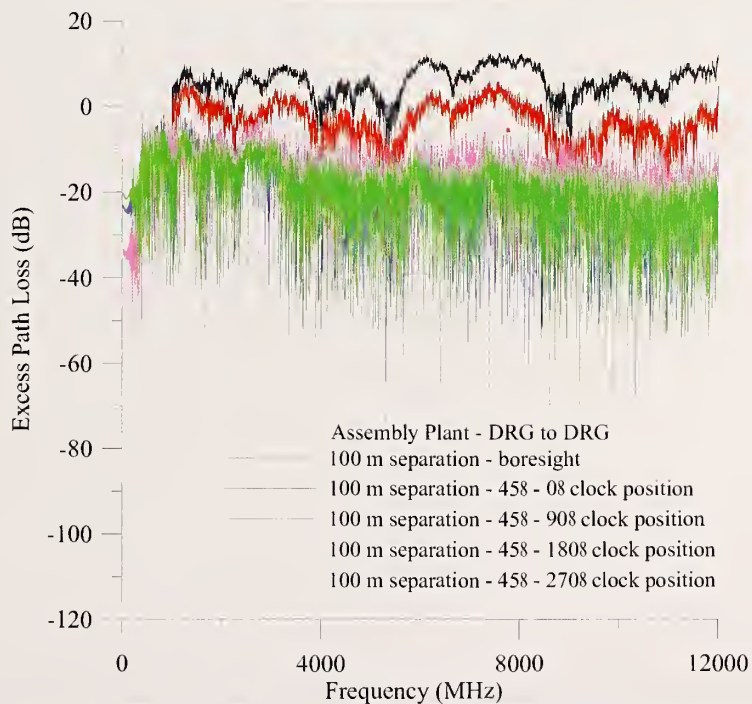 20
0
-20
-40
-60
-80
-100
-120
Excess Path Loss (dB)
Assembly Plant - DRG to DRG
100 m separation - boresight
100 m separation - 458 - 08 clock position
100 m separation - 458 - 908 clock position
100 m separation - 458 - 1808 clock position
100 m separation - 458 - 2708 clock position
0
4000
8000
12000
Frequency (MHz)